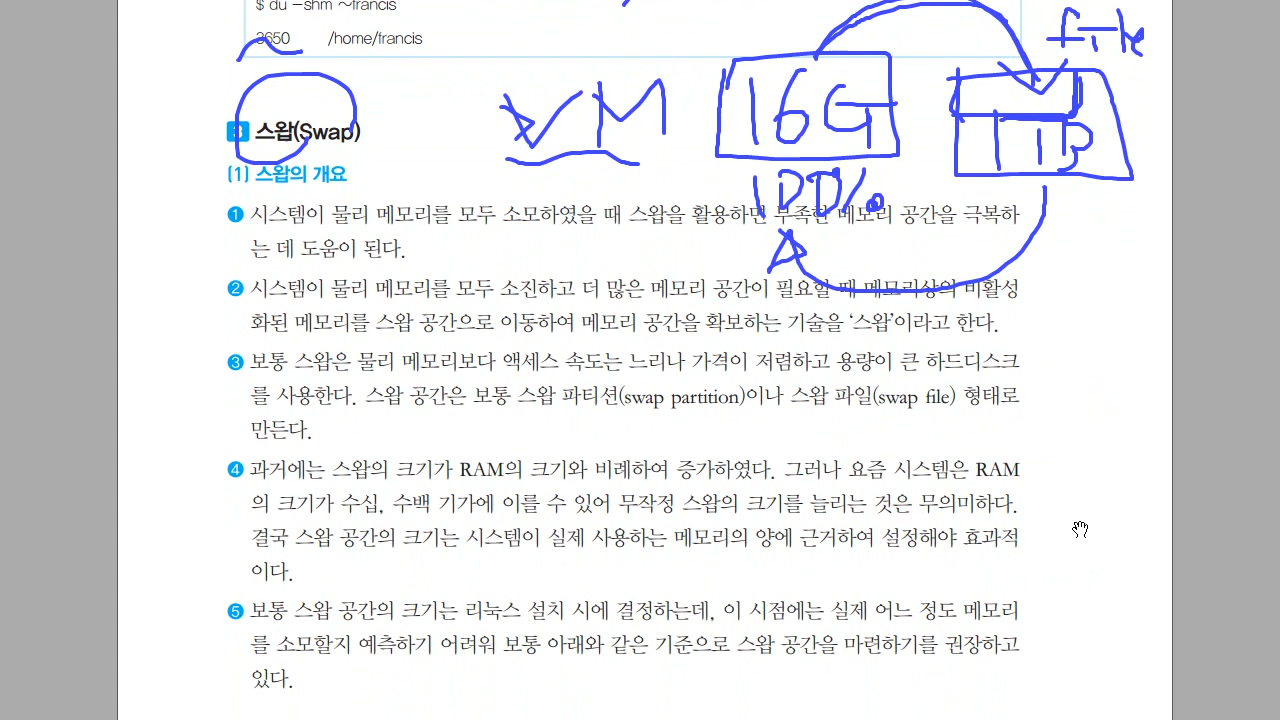 $ du –shm ~francis
3650 /home/francis
VM 16G 1TB file
100%
3 스왑(Swap)
(1) 스왑의 개요
❶ 시스템이 물리 메모리를 모두 소모하였을 때 스왑을 활용하면 부족한 메모리 공간을 극복하
는 데 도움이 된다.
❷ 시스템이 물리 메모리를 모두 소진하고 더 많은 메모리 공간이 필요할 때 메모리상의 비활성
화된 메모리를 스왑 공간으로 이동하여 메모리 공간을 확보하는 기술을 ‘스왑’이라고 한다.
❸ 보통 스왑은 물리 메모리보다 액세스 속도는 느리나 가격이 저렴하고 용량이 큰 하드디스크
를 사용한다. 스왑 공간은 보통 스왑 파티션(swap partition)이나 스왑 파일(swap file) 형태로
만든다.
❹ 과거에는 스왑의 크기가 RAM의 크기와 비례하여 증가하였다. 그러나 요즘 시스템은 RAM
의 크기가 수십, 수백 기가에 이를 수 있어 무작정 스왑의 크기를 늘리는 것은 무의미하다.
결국 스왑 공간의 크기는 시스템이 실제 사용하는 메모리의 양에 근거하여 설정해야 효과적
이다.
❺ 보통 스왑 공간의 크기는 리눅스 설치 시에 결정하는데, 이 시점에는 실제 어느 정도 메모리
를 소모할지 예측하기 어려워 보통 아래와 같은 기준으로 스왑 공간을 마련하기를 권장하고
있다.